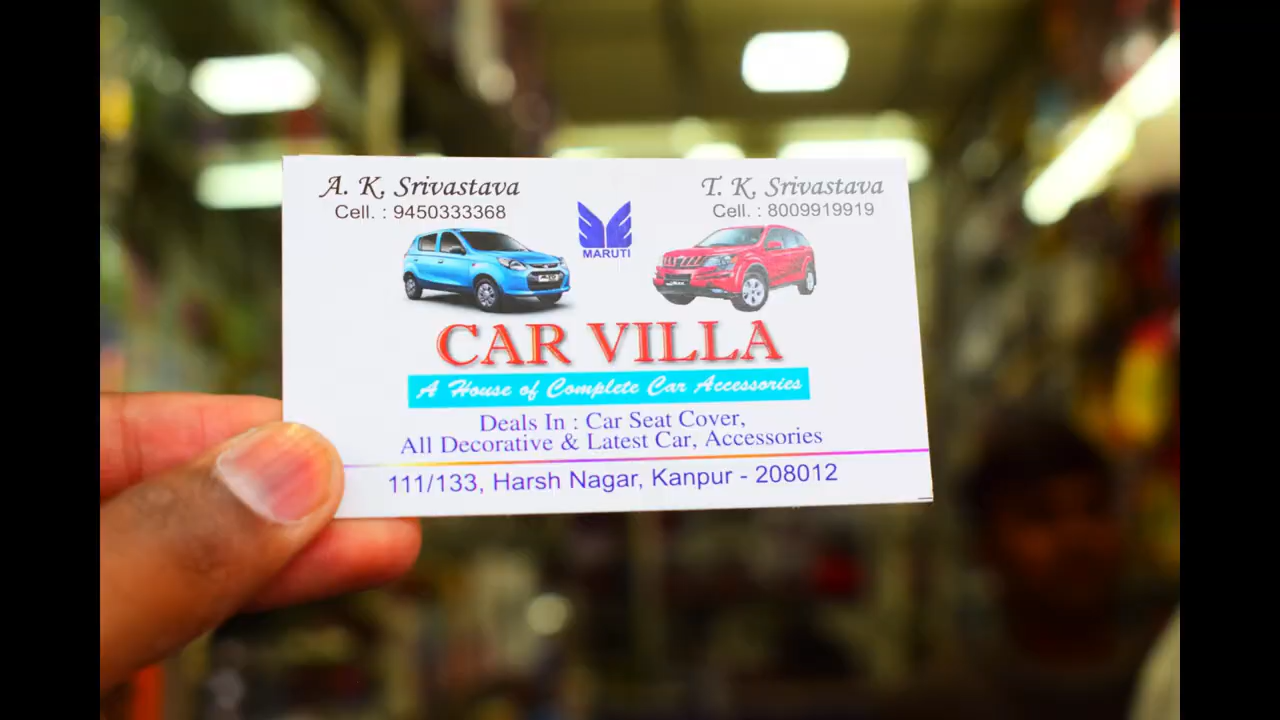 A. K. Srivastava
Cell. : 9450333368
T. K. Srivastava
Cell. : 8009919919
MARUTI
CAR VILLA
A House of Complete Car Accessories
Deals In : Car Seat Cover,
All Decorative & Latest Car, Accessories
111/133, Harsh Nagar, Kanpur - 208012